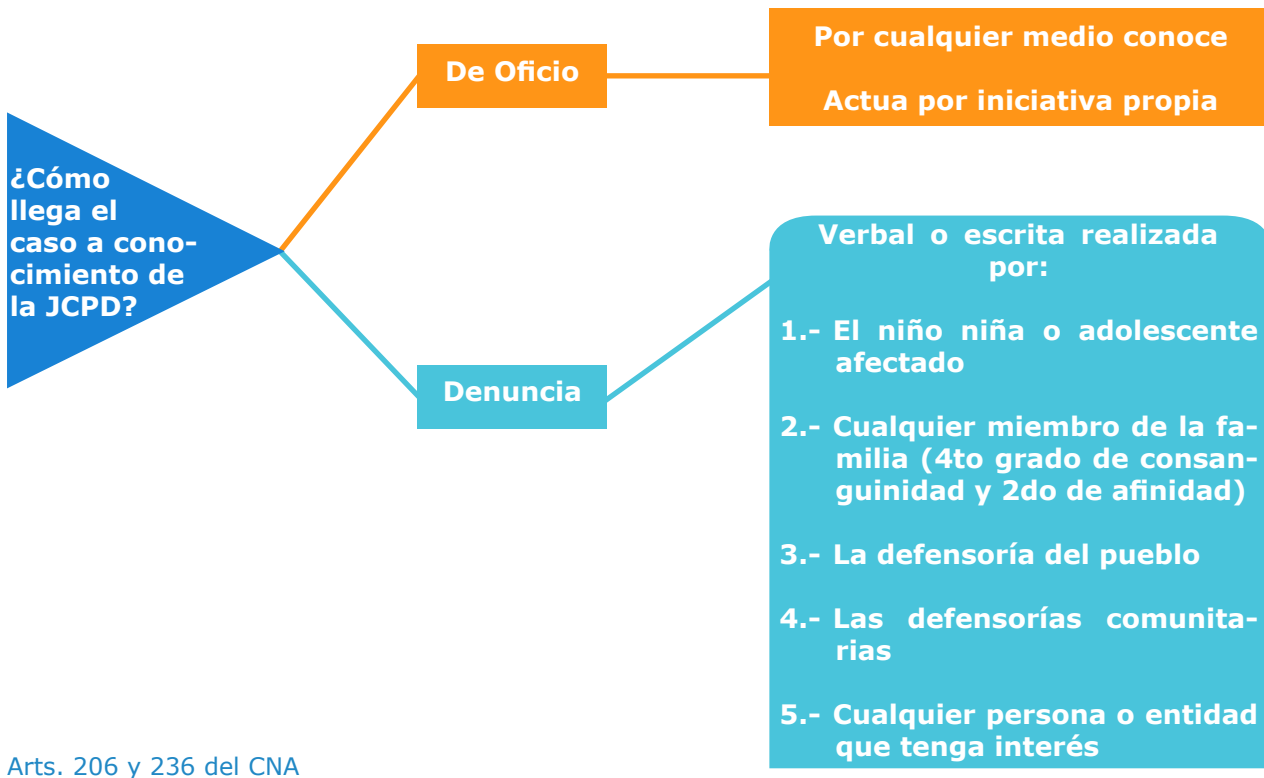 ¿Cómo
llega el
caso a cono-
cimiento de
la JCPD?
De Oficio
Por cualquier medio conoce
Actua por iniciativa propia
Denuncia
Verbal o escrita realizada
por:
1.- El niño niña o adolescente
afectado
2.- Cualquier miembro de la fa-
milia (4to grado de consan-
guinidad y 2do de afinidad)
3.- La defensoría del pueblo
4.- Las defensorías comunita-
rias
5.- Cualquier persona o entidad
que tenga interés
Arts. 206 y 236 del CNA